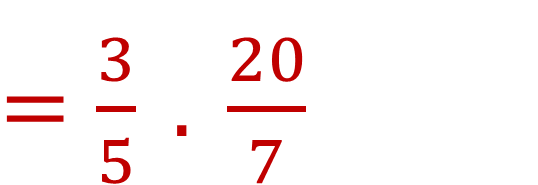 = 3/5 . 20/7